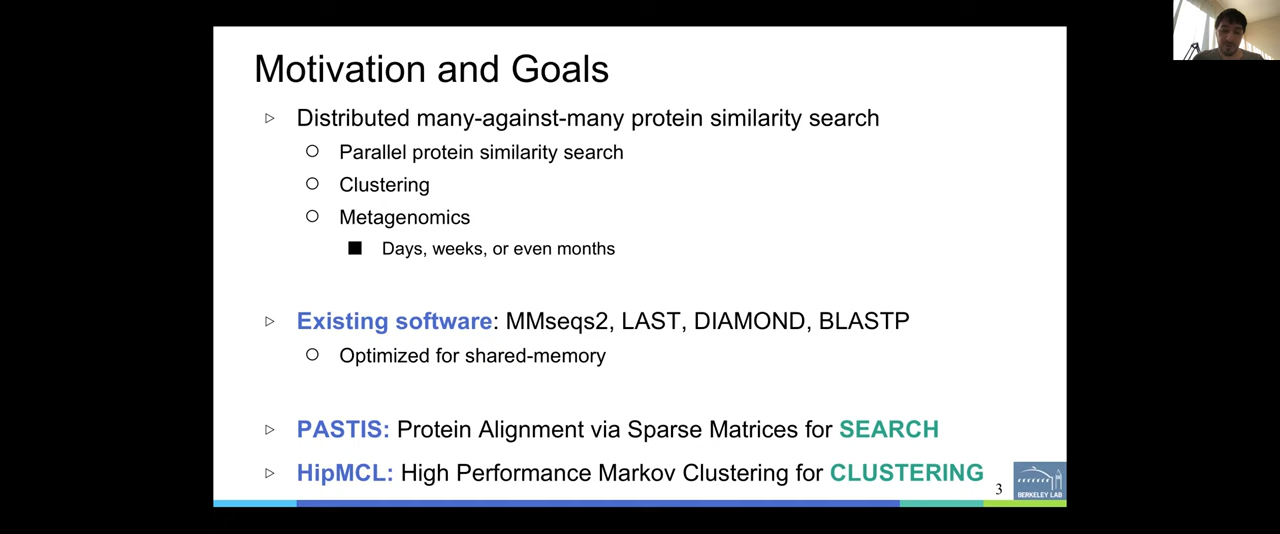 Motivation and Goals
Distributed many-against-many protein similarity search
Parallel protein similarity search
Clustering
Metagenomics
Days, weeks, or even months
Existing software: MMseqs2, LAST, DIAMOND, BLASTP
Optimized for shared-memory
PASTIS: Protein Alignment via Sparse Matrices for SEARCH
HipMCL: High Performance Markov Clustering for CLUSTERING
3
BERKELEY LAB